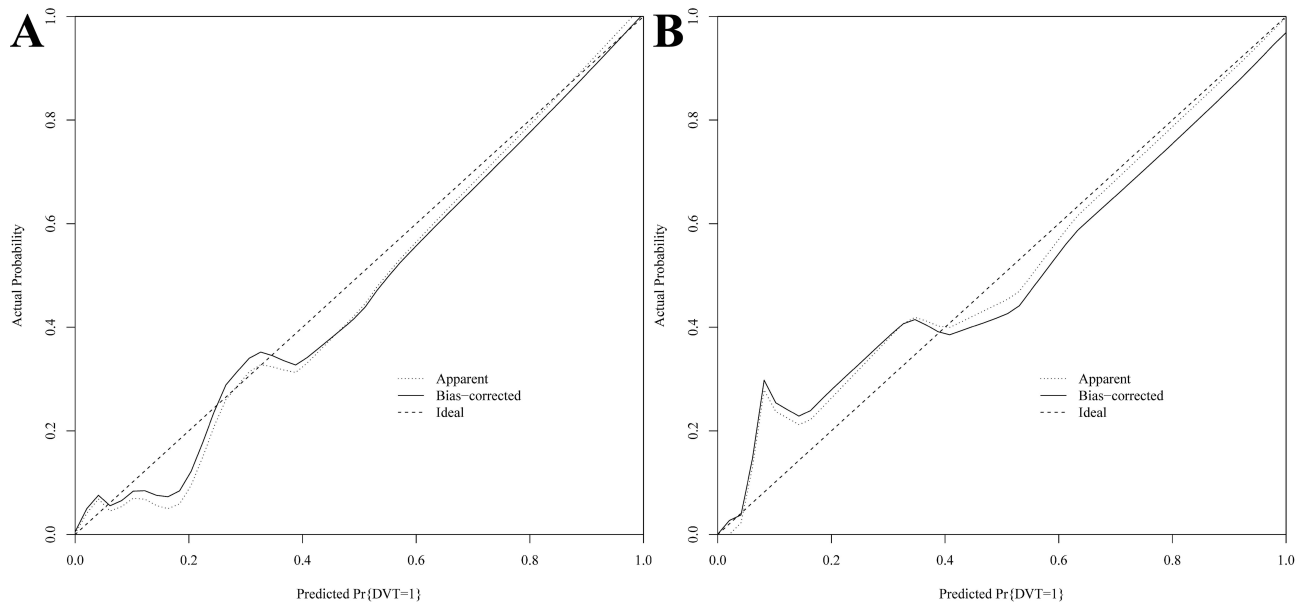 A
1.0
0.8
0.6
0.4
0.2
0.0
Actual Probability
Apparent
Bias−corrected
Ideal
0.0 0.2 0.4 0.6 0.8 1.0
Predicted Pr{DVT=1}
B
1.0
0.8
0.6
0.4
0.2
0.0
Actual Probability
Apparent
Bias−corrected
Ideal
0.0 0.2 0.4 0.6 0.8 1.0
Predicted Pr{DVT=1}